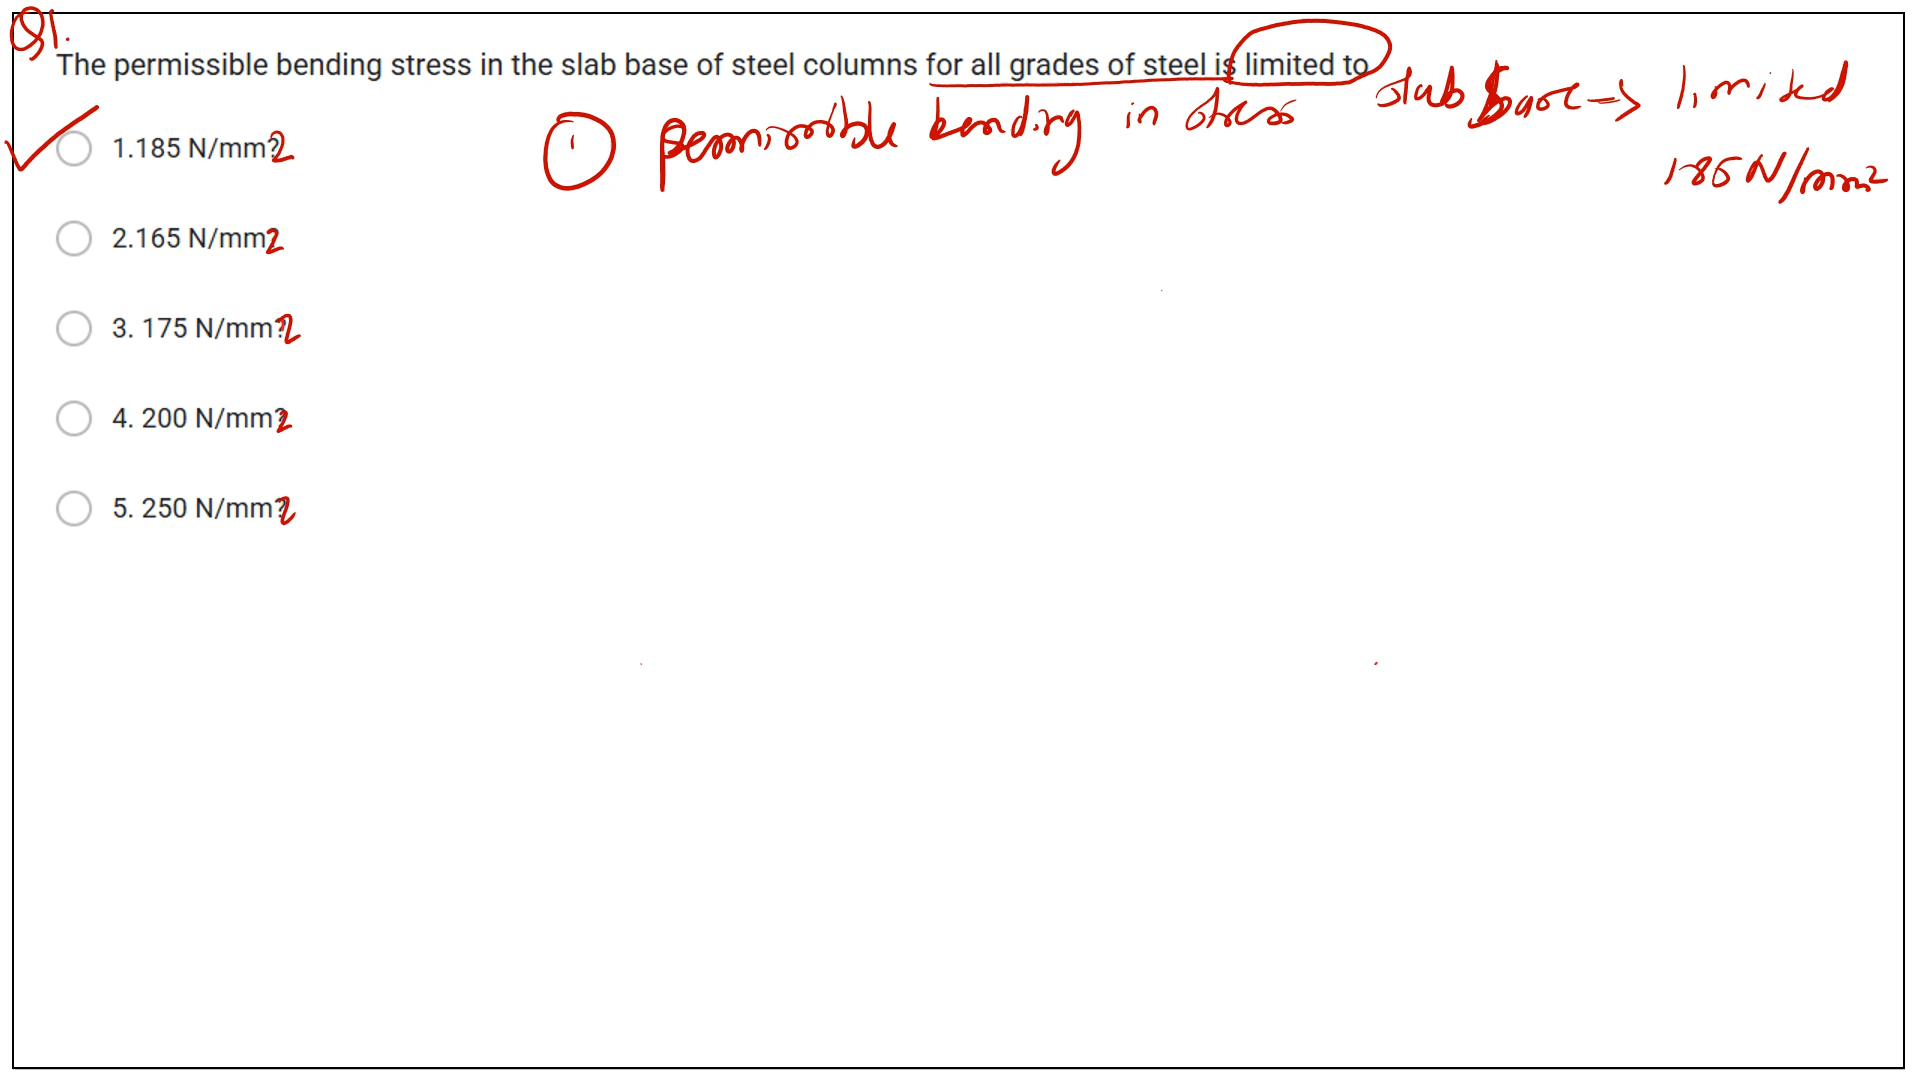 Q1.
The permissible bending stress in the slab base of steel columns for all grades of steel is limited to
1.185 N/mm2
① permissible bending in stress slab base -> limited
185 N/mm²
2.165 N/mm2
3. 175 N/mm2
4. 200 N/mm2
5. 250 N/mm2